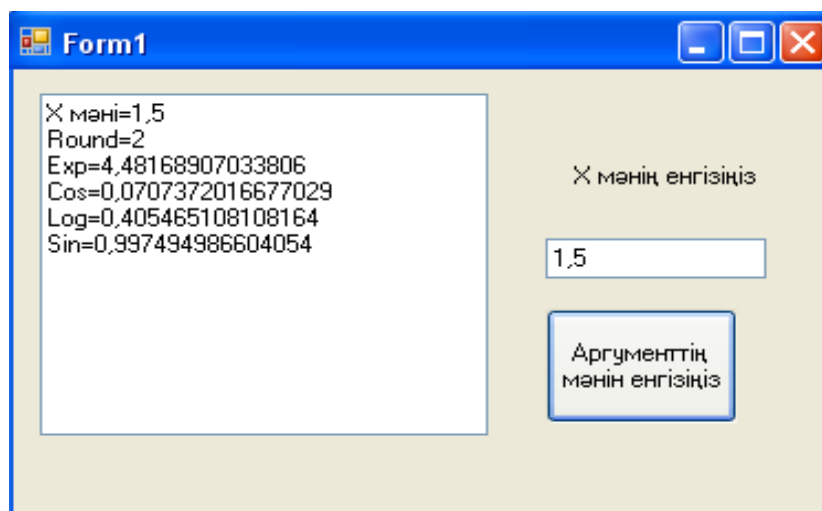 Form1
X мәні=1,5
Round=2
Exp=4,48168907033806
Cos=0,0707372016677029
Log=0,405465108108164
Sin=0,997494986604054
X мәнің енгізіңіз
1,5
Аргументтің
мәнін енгізіңіз